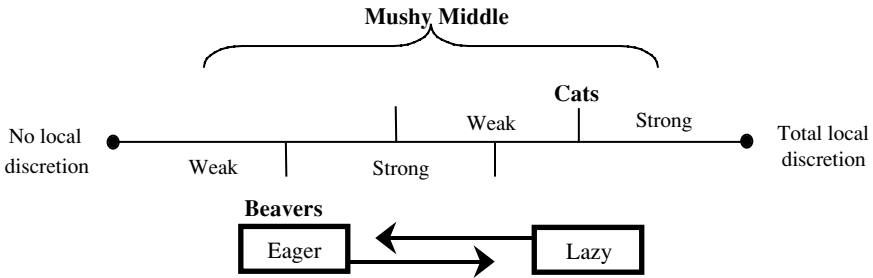 Mushy Middle
Cats
No local
discretion
Weak
Strong
Total local
discretion
Weak
Strong
Beavers
Eager
Lazy